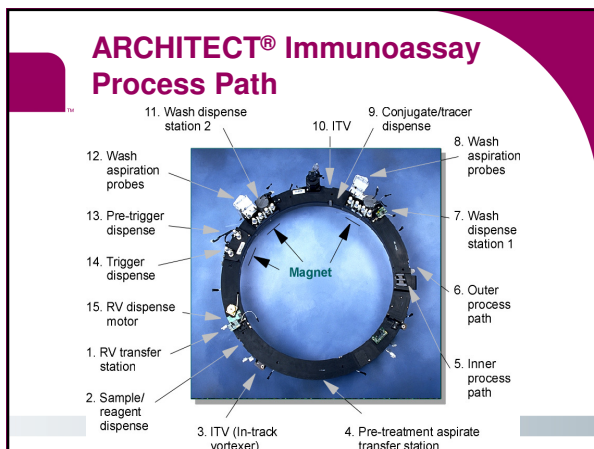 ARCHITECT® Immunoassay
Process Path
™
11. Wash dispense
station 2
10. ITV
9. Conjugate/tracer
dispense
8. Wash
aspiration
probes
12. Wash
aspiration
probes
13. Pre-trigger
dispense
7. Wash
dispense
station 1
14. Trigger
dispense
Magnet
6. Outer
process
path
15. RV dispense
motor
1. RV transfer
station
5. Inner
process
path
2. Sample/
reagent
dispense
3. ITV (In-track
vortexer)
4. Pre-treatment aspirate
transfer station